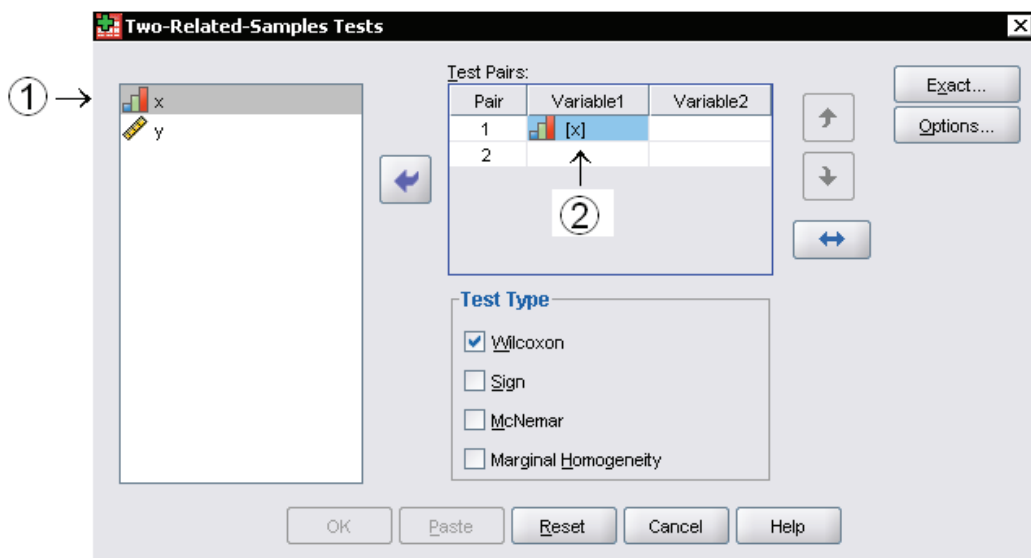 Two-Related-Samples Tests
①
x
y
Test Pairs:
Pair Variable1 Variable2
1 [x]
2
②
Exact...
Options...
Test Type
Wilcoxon
Sign
McNemar
Marginal Homogeneity
OK Paste Reset Cancel Help